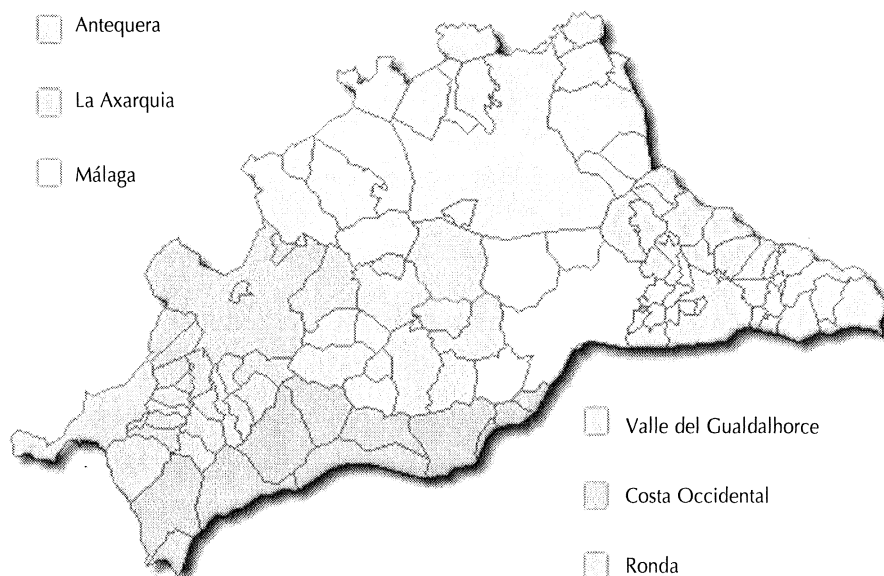 Antequera
La Axarquia
Málaga
Valle del Gualdalhorce
Costa Occidental
Ronda